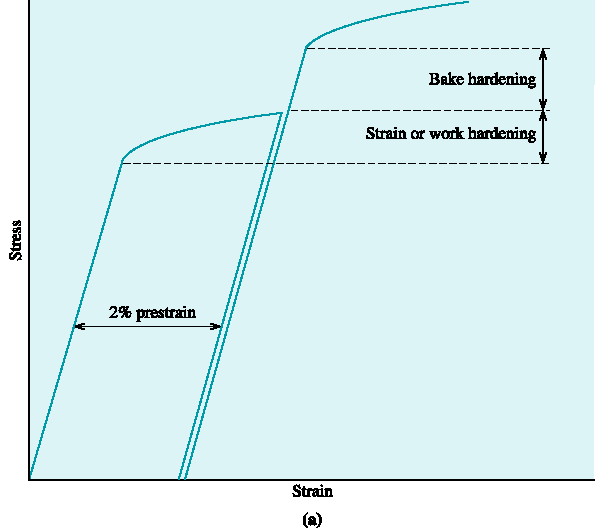 Bake hardening
Strain or work hardening
Stress
2% prestrain
Strain
(a)